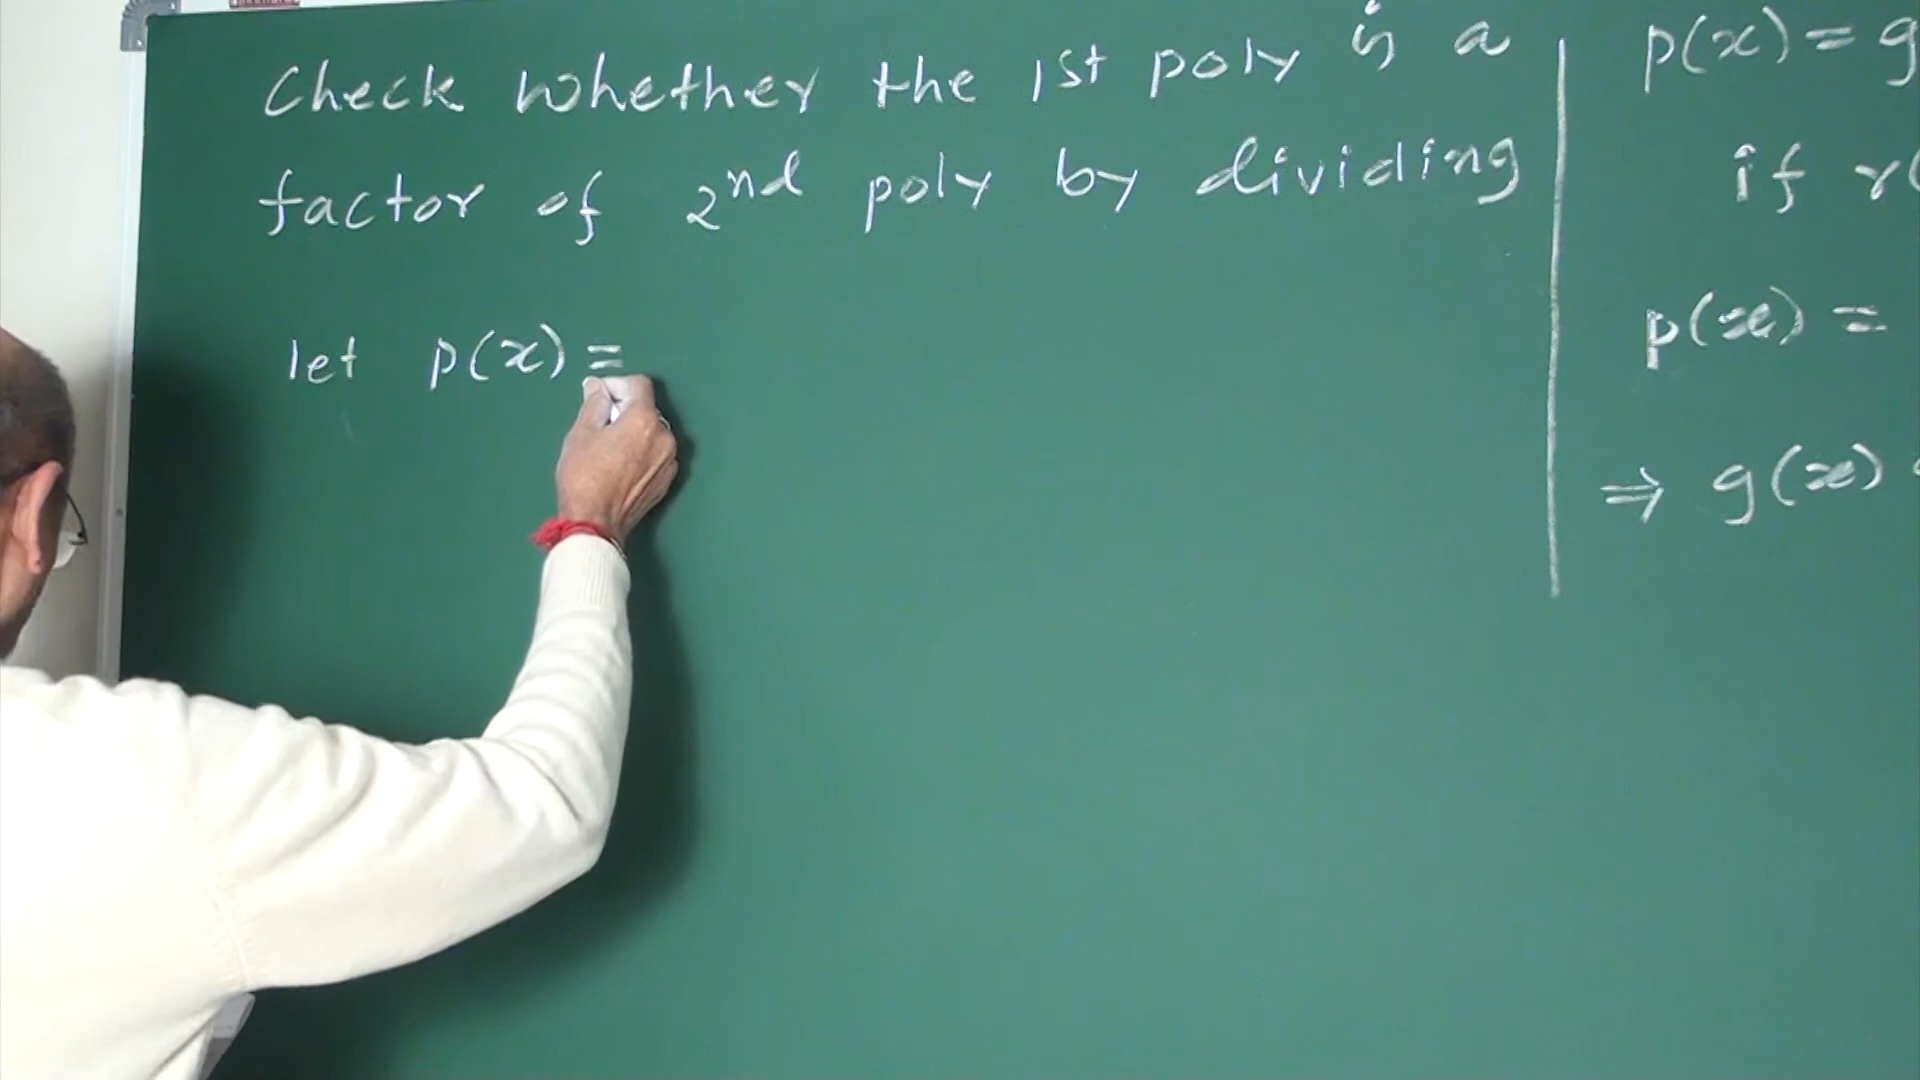 Check whether the 1st poly is a
factor of 2nd poly by dividing
let p(x) =
p(x) = g
if r(
p(x) =
⇒ g(x)